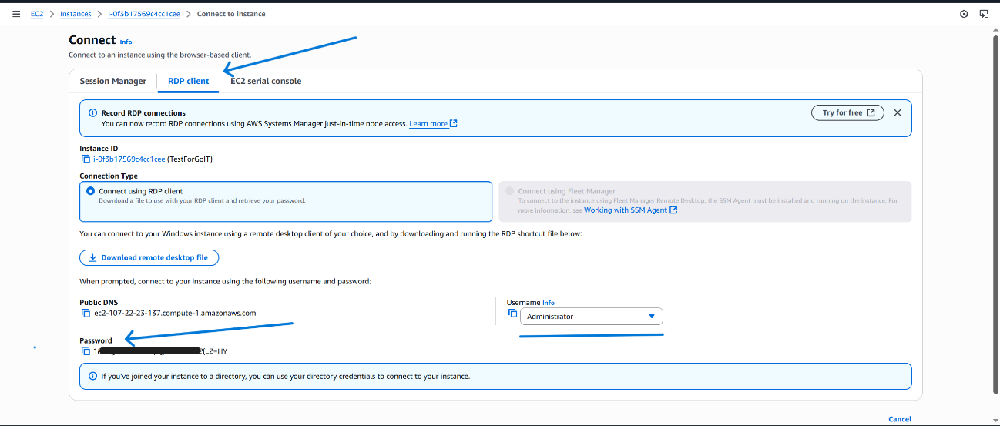 EC2 > Instances > i-0f3b17569c4cc1cee > Connect to instance
Connect Info
Connect to an instance using the browser-based client.
Session Manager RDP client EC2 serial console
Record RDP connections
You can now record RDP connections using AWS Systems Manager just-in-time node access. Learn more
Try for free
Instance ID
i-0f3b17569c4cc1cee (TestForGoIT)
Connection Type
Connect using RDP client
Download a file to use with your RDP client and retrieve your password.
Connect using Fleet Manager
To connect to the instance using Fleet Manager Remote Desktop, the SSM Agent must be installed and running on the instance. For
more information, see Working with SSM Agent
You can connect to your Windows instance using a remote desktop client of your choice, and by downloading and running the RDP shortcut file below:
Download remote desktop file
When prompted, connect to your instance using the following username and password:
Public DNS
ec2-107-22-23-137.compute-1.amazonaws.com
Username Info
Administrator
Password
(LZ=HY
If you've joined your instance to a directory, you can use your directory credentials to connect to your instance.
Cancel